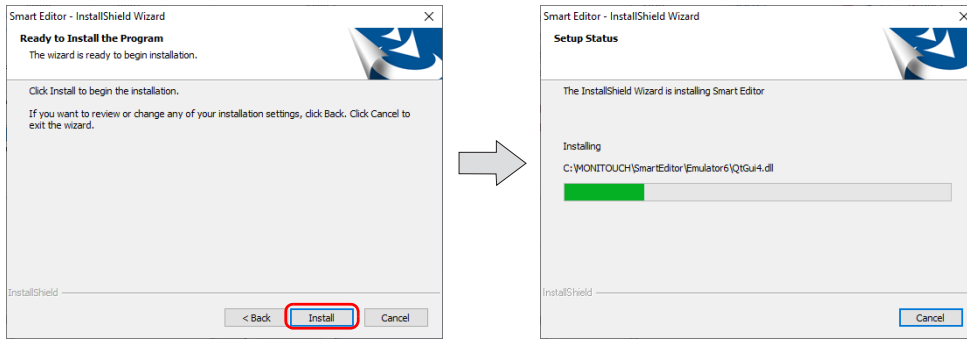 Smart Editor - InstallShield Wizard
Ready to Install the Program
The wizard is ready to begin installation.
Click Install to begin the installation.
If you want to review or change any of your installation settings, click Back. Click Cancel to
exit the wizard.
InstallShield
< Back Install Cancel
Smart Editor - InstallShield Wizard
Setup Status
The InstallShield Wizard is installing Smart Editor
Installing
C:\MONITOUCH\SmartEditor\Emulator6\QtGui4.dll
InstallShield
Cancel